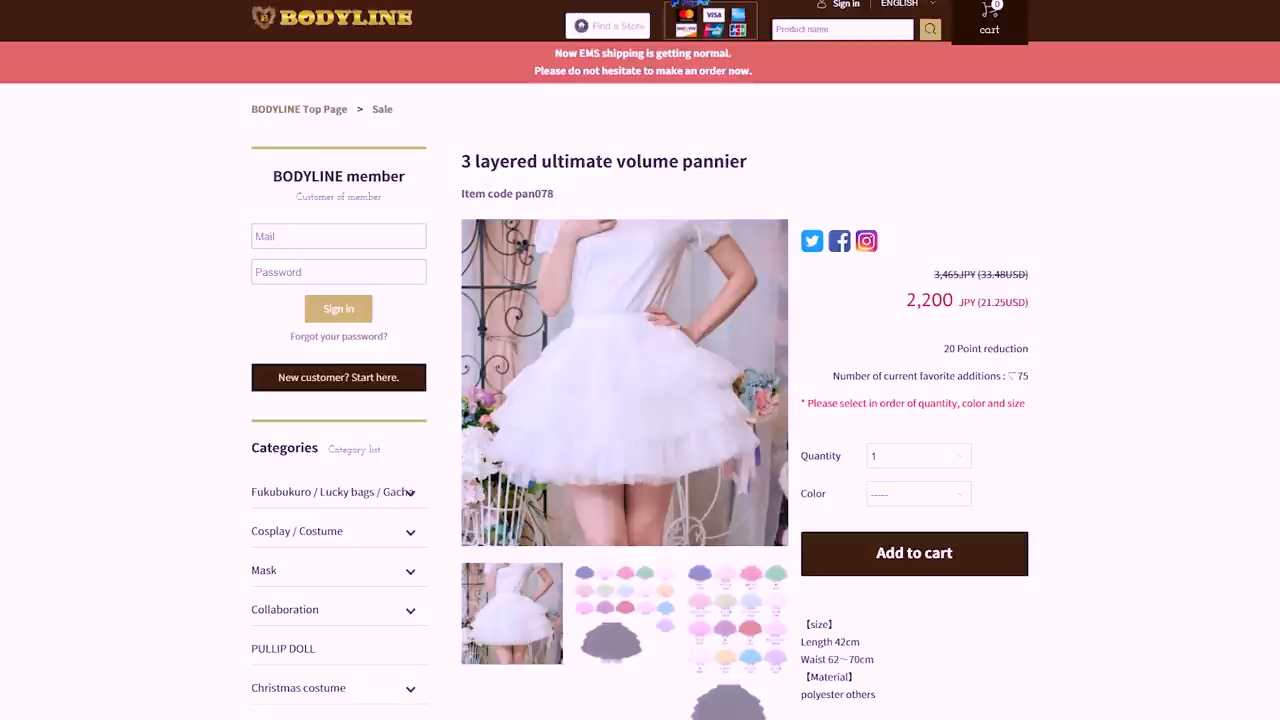 BODYLINE
Find a Store
VISA
JCB
Sign in
ENGLISH
Product name
0
cart
Now EMS shipping is getting normal.
Please do not hesitate to make an order now.
BODYLINE Top Page > Sale
BODYLINE member
Customer of member
Mail
Password
Sign in
Forgot your password?
New customer? Start here.
Categories Category list
Fukubukuro / Lucky bags / Gacha
Cosplay / Costume
Mask
Collaboration
PULLIP DOLL
Christmas costume
3 layered ultimate volume pannier
Item code pan078
3,465JPY (33.48USD)
2,200 JPY (21.25USD)
20 Point reduction
Number of current favorite additions : ♡75
* Please select in order of quantity, color and size
Quantity 1
Color -----
Add to cart
【size】
Length 42cm
Waist 62～70cm
【Material】
polyester others